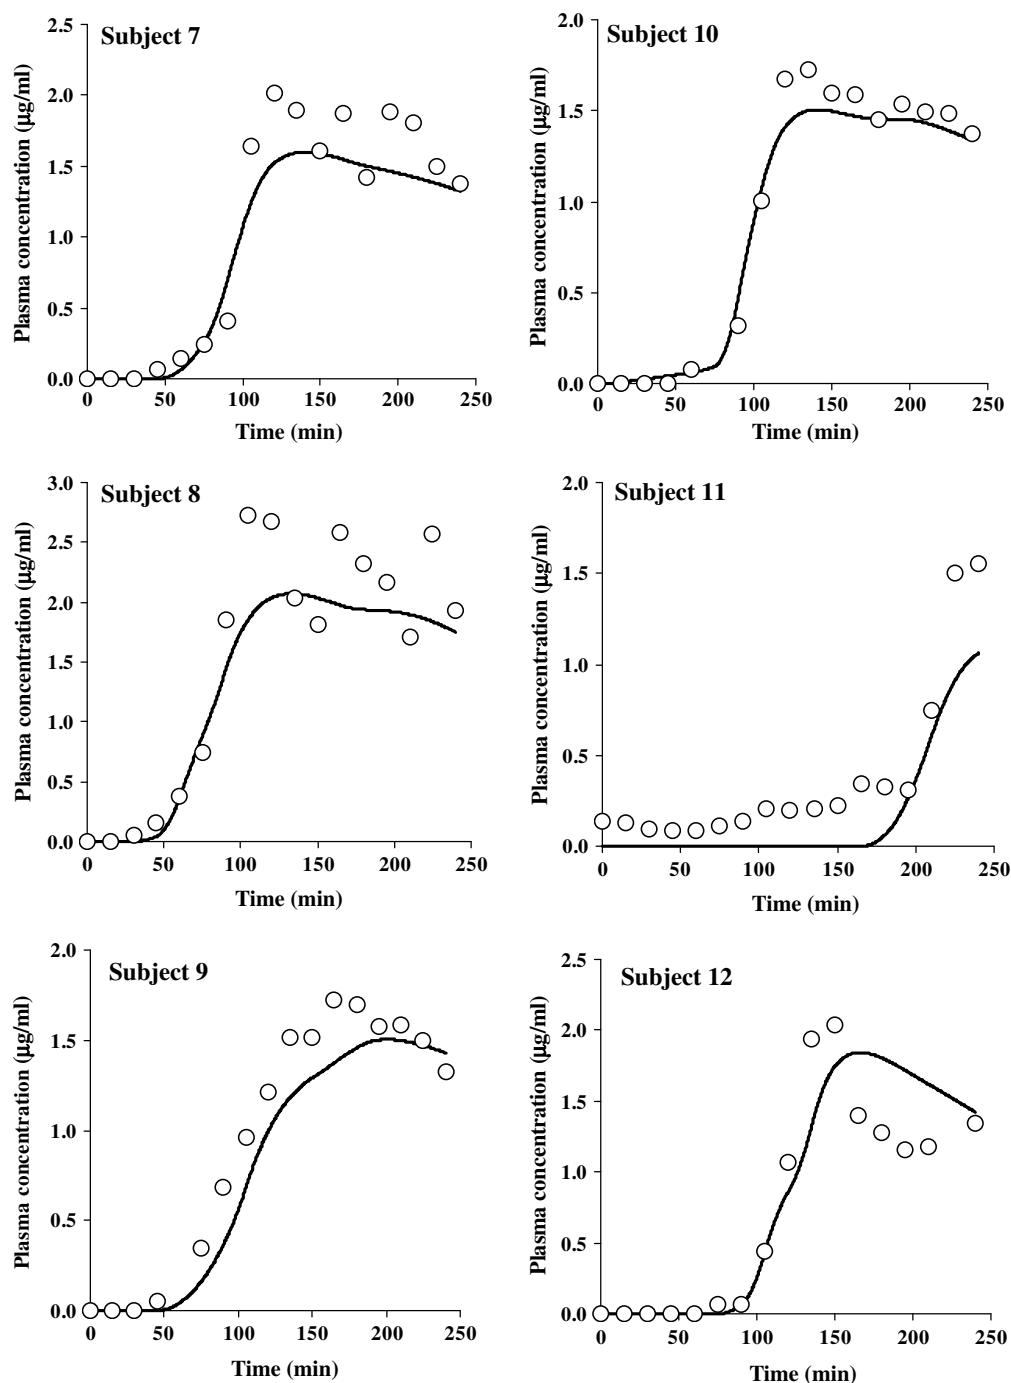 Subject 7
Plasma concentration (μg/ml)
2.5
2.0
1.5
1.0
0.5
0.0
0 50 100 150 200 250
Time (min)
Subject 10
Plasma concentration (μg/ml)
2.0
1.5
1.0
0.5
0.0
0 50 100 150 200 250
Time (min)
Subject 8
Plasma concentration (μg/ml)
3.0
2.5
2.0
1.5
1.0
0.5
0.0
0 50 100 150 200 250
Time (min)
Subject 11
Plasma concentration (μg/ml)
2.0
1.5
1.0
0.5
0.0
0 50 100 150 200 250
Time (min)
Subject 9
Plasma concentration (μg/ml)
2.0
1.5
1.0
0.5
0.0
0 50 100 150 200 250
Time (min)
Subject 12
Plasma concentration (μg/ml)
2.5
2.0
1.5
1.0
0.5
0.0
0 50 100 150 200 250
Time (min)